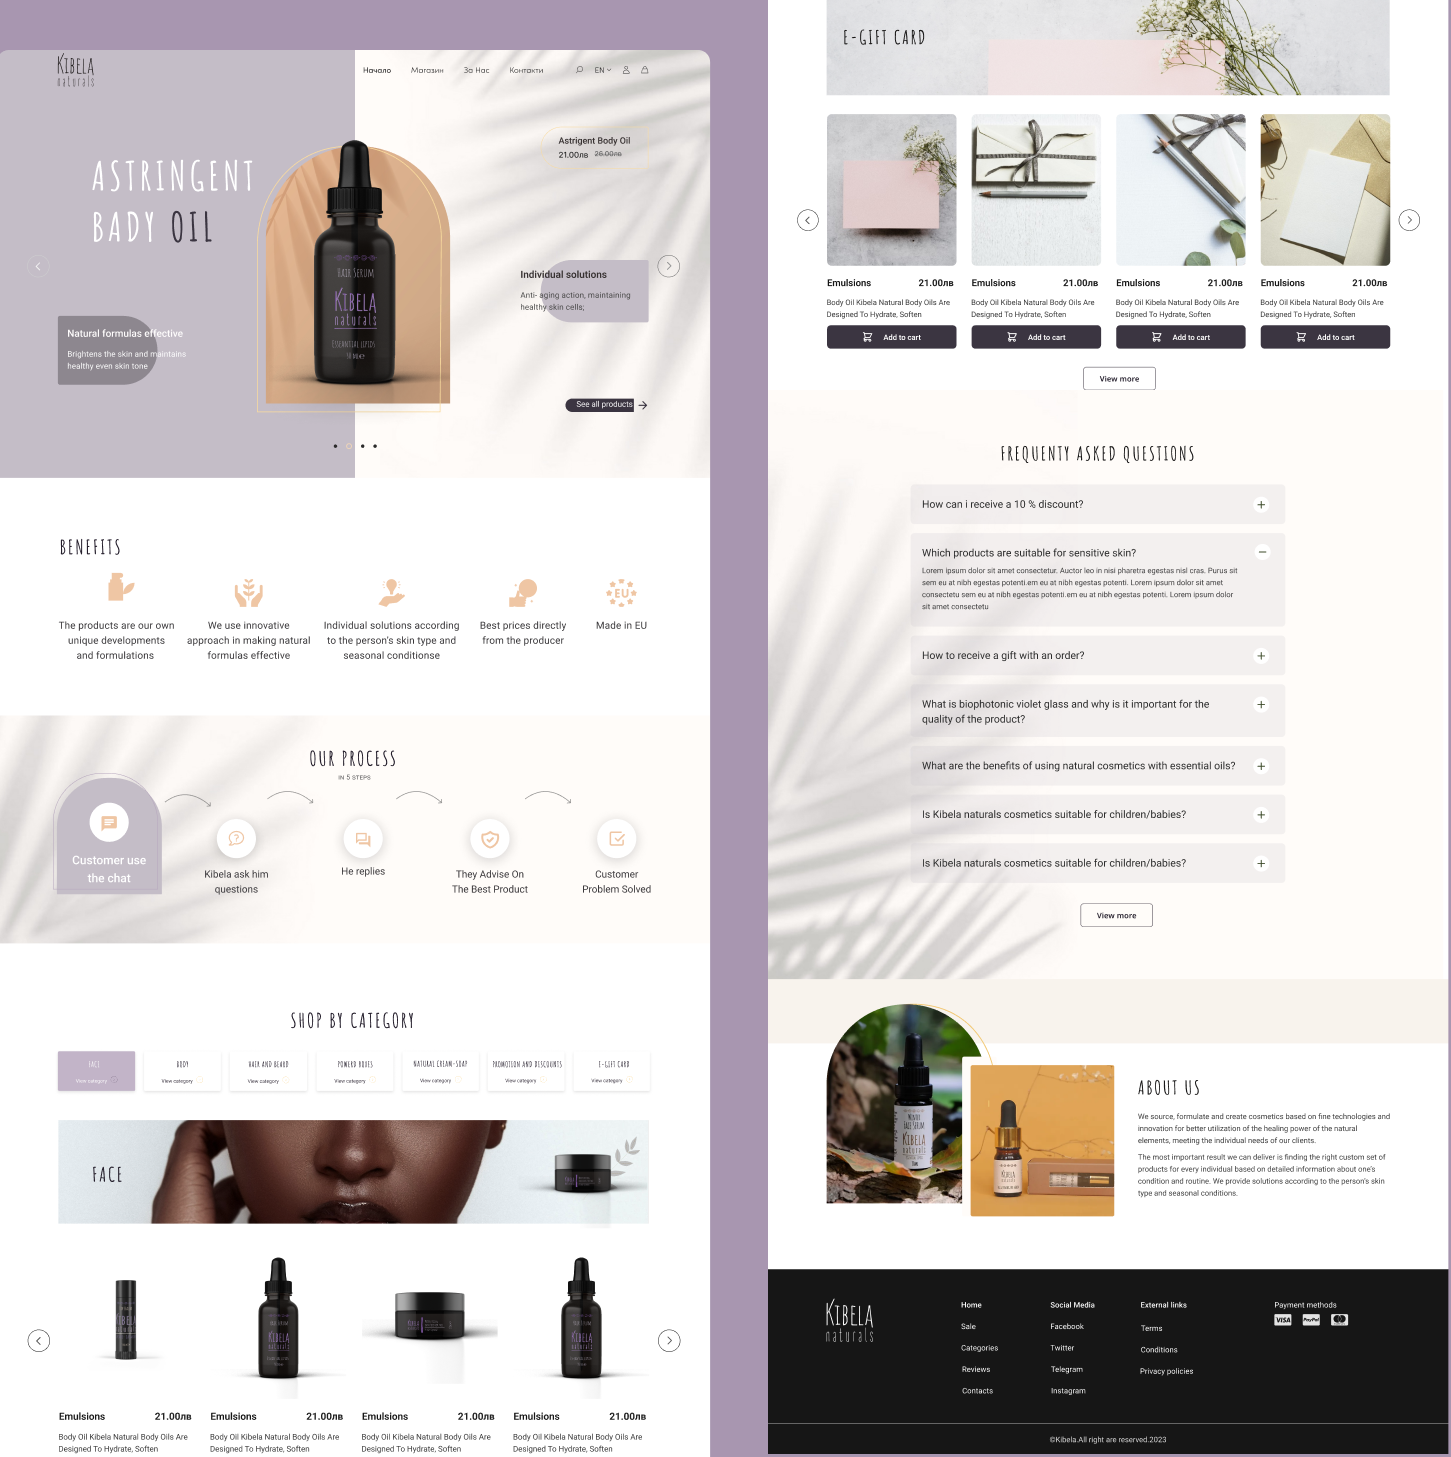 KIBELA
naturals
Начало
Магазин
За Нас
Контакти
EN
ASTRINGENT
BADY OIL
Astrigent Body Oil
21.00лв 26.00лв
HAIR SERUM
KIBELA
naturals
ESSENTIAL LIPIDS
50 ML
Individual solutions
Anti- aging action, maintaining
healthy skin cells;
Natural formulas effective
Brightens the skin and maintains
healthy even skin tone
See all products
BENEFITS
The products are our own
unique developments
and formulations
We use innovative
approach in making natural
formulas effective
Individual solutions according
to the person's skin type and
seasonal conditionse
Best prices directly
from the producer
EU
Made in EU
OUR PROCESS
IN 5 STEPS
Customer use
the chat
Kibela ask him
questions
He replies
They Advise On
The Best Product
Customer
Problem Solved
SHOP BY CATEGORY
FACE
View category
BODY
View category
HAIR AND BEARD
View category
POWERD BOXES
View category
NATURAL CREAM-SOAP
View category
PROMOTION AND DISCOUNTS
View category
E-GIFT CARD
View category
FACE
KIBELA
naturals
HAIR SERUM
KIBELA
naturals
HAIR SERUM
KIBELA
naturals
Emulsions 21.00лв
Body Oil Kibela Natural Body Oils Are
Designed To Hydrate, Soften
Emulsions 21.00лв
Body Oil Kibela Natural Body Oils Are
Designed To Hydrate, Soften
Emulsions 21.00лв
Body Oil Kibela Natural Body Oils Are
Designed To Hydrate, Soften
Emulsions 21.00лв
Body Oil Kibela Natural Body Oils Are
Designed To Hydrate, Soften
E-GIFT CARD
Emulsions 21.00лв
Body Oil Kibela Natural Body Oils Are
Designed To Hydrate, Soften
Add to cart
Emulsions 21.00лв
Body Oil Kibela Natural Body Oils Are
Designed To Hydrate, Soften
Add to cart
Emulsions 21.00лв
Body Oil Kibela Natural Body Oils Are
Designed To Hydrate, Soften
Add to cart
Emulsions 21.00лв
Body Oil Kibela Natural Body Oils Are
Designed To Hydrate, Soften
Add to cart
View more
FREQUENTY ASKED QUESTIONS
How can i receive a 10 % discount?
Which products are suitable for sensitive skin?
Lorem ipsum dolor sit amet consectetur. Auctor leo in nisi pharetra egestas nisl cras. Purus sit
sem eu at nibh egestas potenti.em eu at nibh egestas potenti. Lorem ipsum dolor sit amet
consectetu sem eu at nibh egestas potenti.em eu at nibh egestas potenti. Lorem ipsum dolor
sit amet consectetu
How to receive a gift with an order?
What is biophotonic violet glass and why is it important for the
quality of the product?
What are the benefits of using natural cosmetics with essential oils?
Is Kibela naturals cosmetics suitable for children/babies?
Is Kibela naturals cosmetics suitable for children/babies?
View more
WINTER
FACE SERUM
KIBELA
naturals
KIBELA
ABOUT US
We source, formulate and create cosmetics based on fine technologies and
innovation for better utilization of the healing power of the natural
elements, meeting the individual needs of our clients.
The most important result we can deliver is finding the right custom set of
products for every individual based on detailed information about one's
condition and routine. We provide solutions according to the person's skin
type and seasonal conditions.
KIBELA
naturals
Home
Sale
Categories
Reviews
Contacts
Social Media
Facebook
Twitter
Telegram
Instagram
External links
Terms
Conditions
Privacy policies
Payment methods
VISA
PayPal
©Kibela.All right are reserved.2023